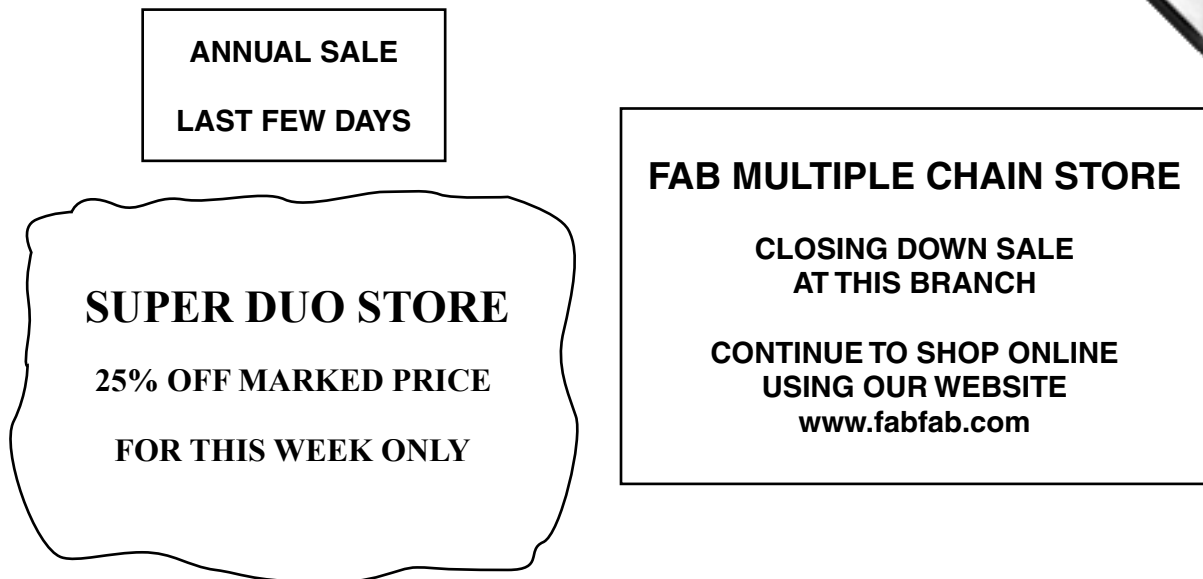 ANNUAL SALE
LAST FEW DAYS
SUPER DUO STORE
25% OFF MARKED PRICE
FOR THIS WEEK ONLY
FAB MULTIPLE CHAIN STORE
CLOSING DOWN SALE
AT THIS BRANCH
CONTINUE TO SHOP ONLINE
USING OUR WEBSITE
www.fabfab.com